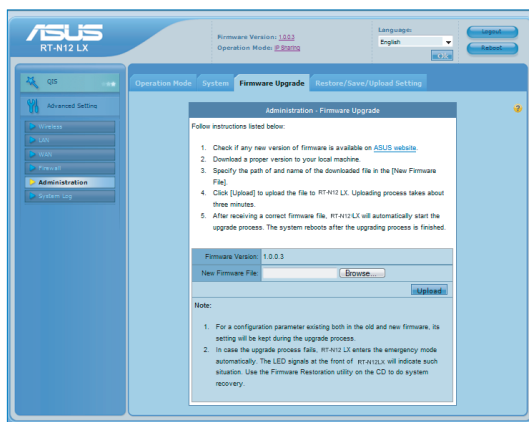 ASUS
RT-N12 LX
Firmware Version: 1.0.0.3
Operation Mode: IP Sharing
Language:
English
Logout
Reboot
QIS
Advanced Setting
Wireless
LAN
WAN
Firewall
Administration
System Log
Operation Mode System Firmware Upgrade Restore/Save/Upload Setting
Administration - Firmware Upgrade
Follow instructions listed below:
1. Check if any new version of firmware is available on ASUS website.
2. Download a proper version to your local machine.
3. Specify the path of and name of the downloaded file in the [New Firmware
File].
4. Click [Upload] to upload the file to RT-N12 LX. Uploading process takes about
three minutes.
5. After receiving a correct firmware file, RT-N12 LX will automatically start the
upgrade process. The system reboots after the upgrading process is finished.
Firmware Version: 1.0.0.3
New Firmware File: Browse...
Upload
Note:
1. For a configuration parameter existing both in the old and new firmware, its
setting will be kept during the upgrade process.
2. In case the upgrade process fails, RT-N12 LX enters the emergency mode
automatically. The LED signals at the front of RT-N12LX will indicate such
situation. Use the Firmware Restoration utility on the CD to do system
recovery.